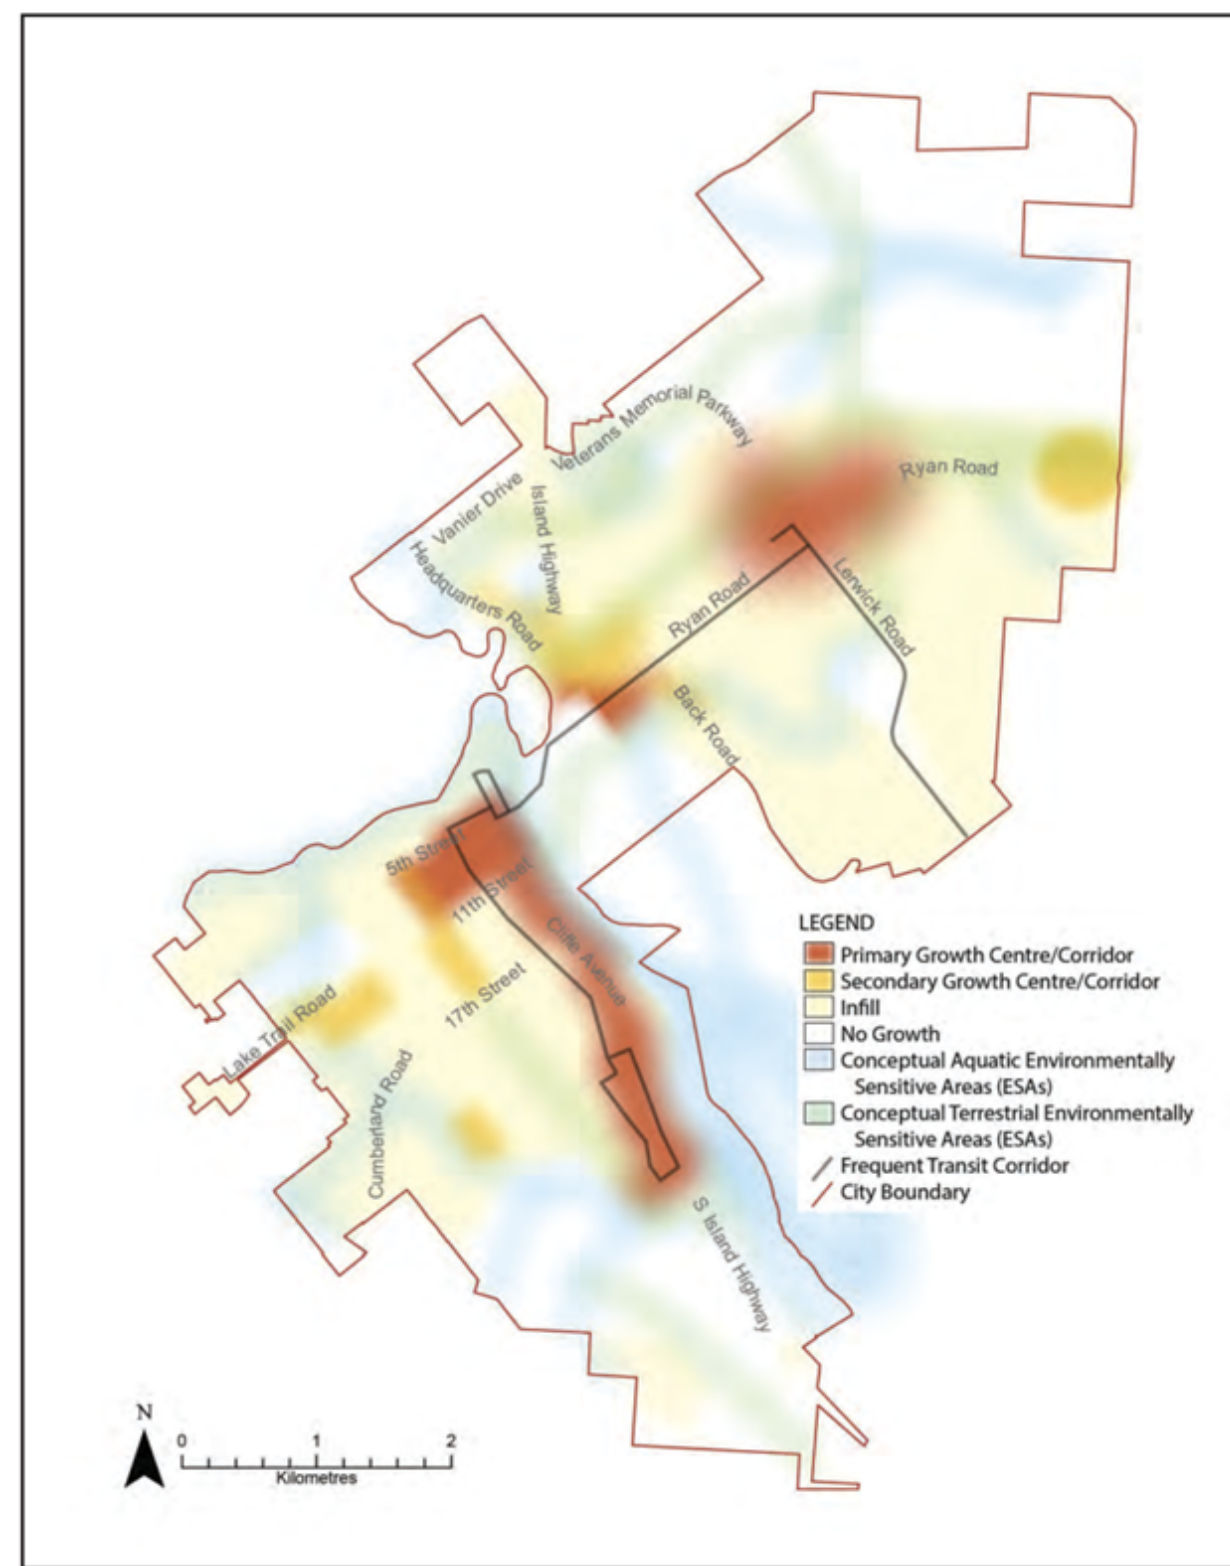 Veterans Memorial Parkway
Ryan Road
Vanier Drive
Island Highway
Headquarters Road
Ryan Road
Lerwick Road
Back Road
5th Street
11th Street
Cliffe Avenue
17th Street
Lake Trail Road
Cumberland Road
S Island Highway
LEGEND
Primary Growth Centre/Corridor
Secondary Growth Centre/Corridor
Infill
No Growth
Conceptual Aquatic Environmentally
Sensitive Areas (ESAs)
Conceptual Terrestrial Environmentally
Sensitive Areas (ESAs)
Frequent Transit Corridor
City Boundary
N
0 1 2
Kilometres